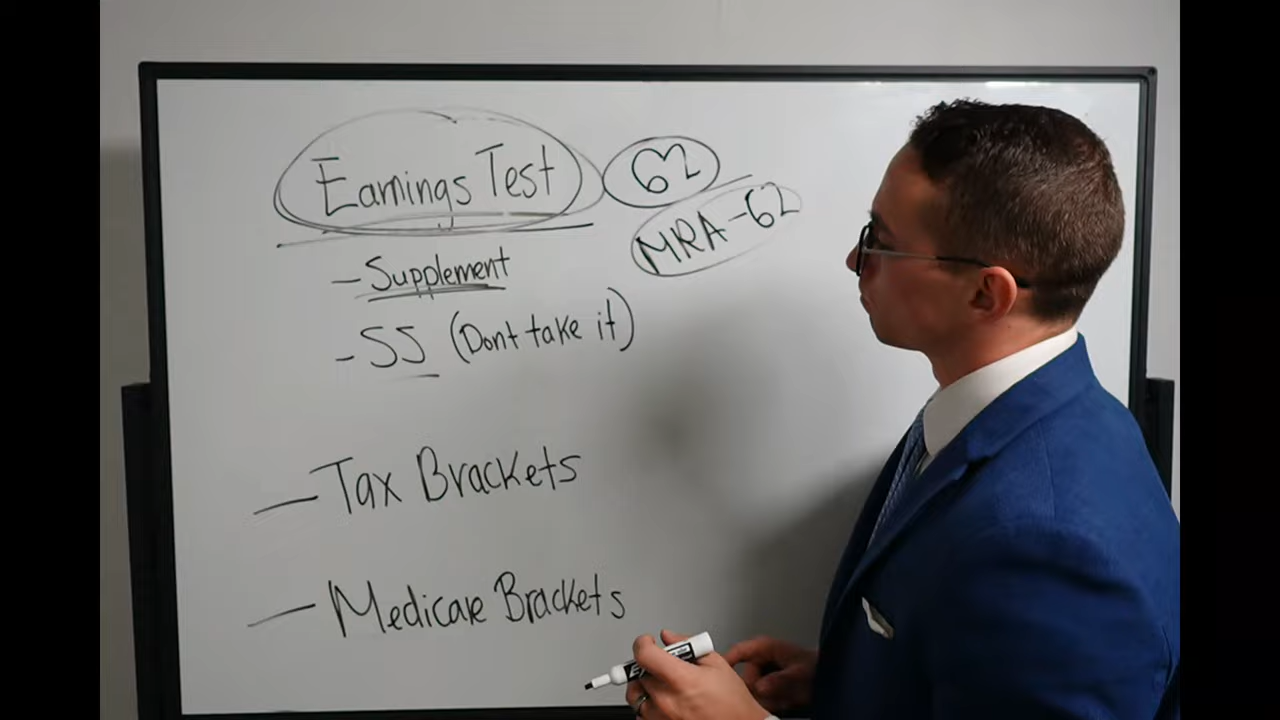 Earnings Test 62
MRA-62
- Supplement
- SS (Dont take it)
- Tax Brackets
- Medicare Brackets